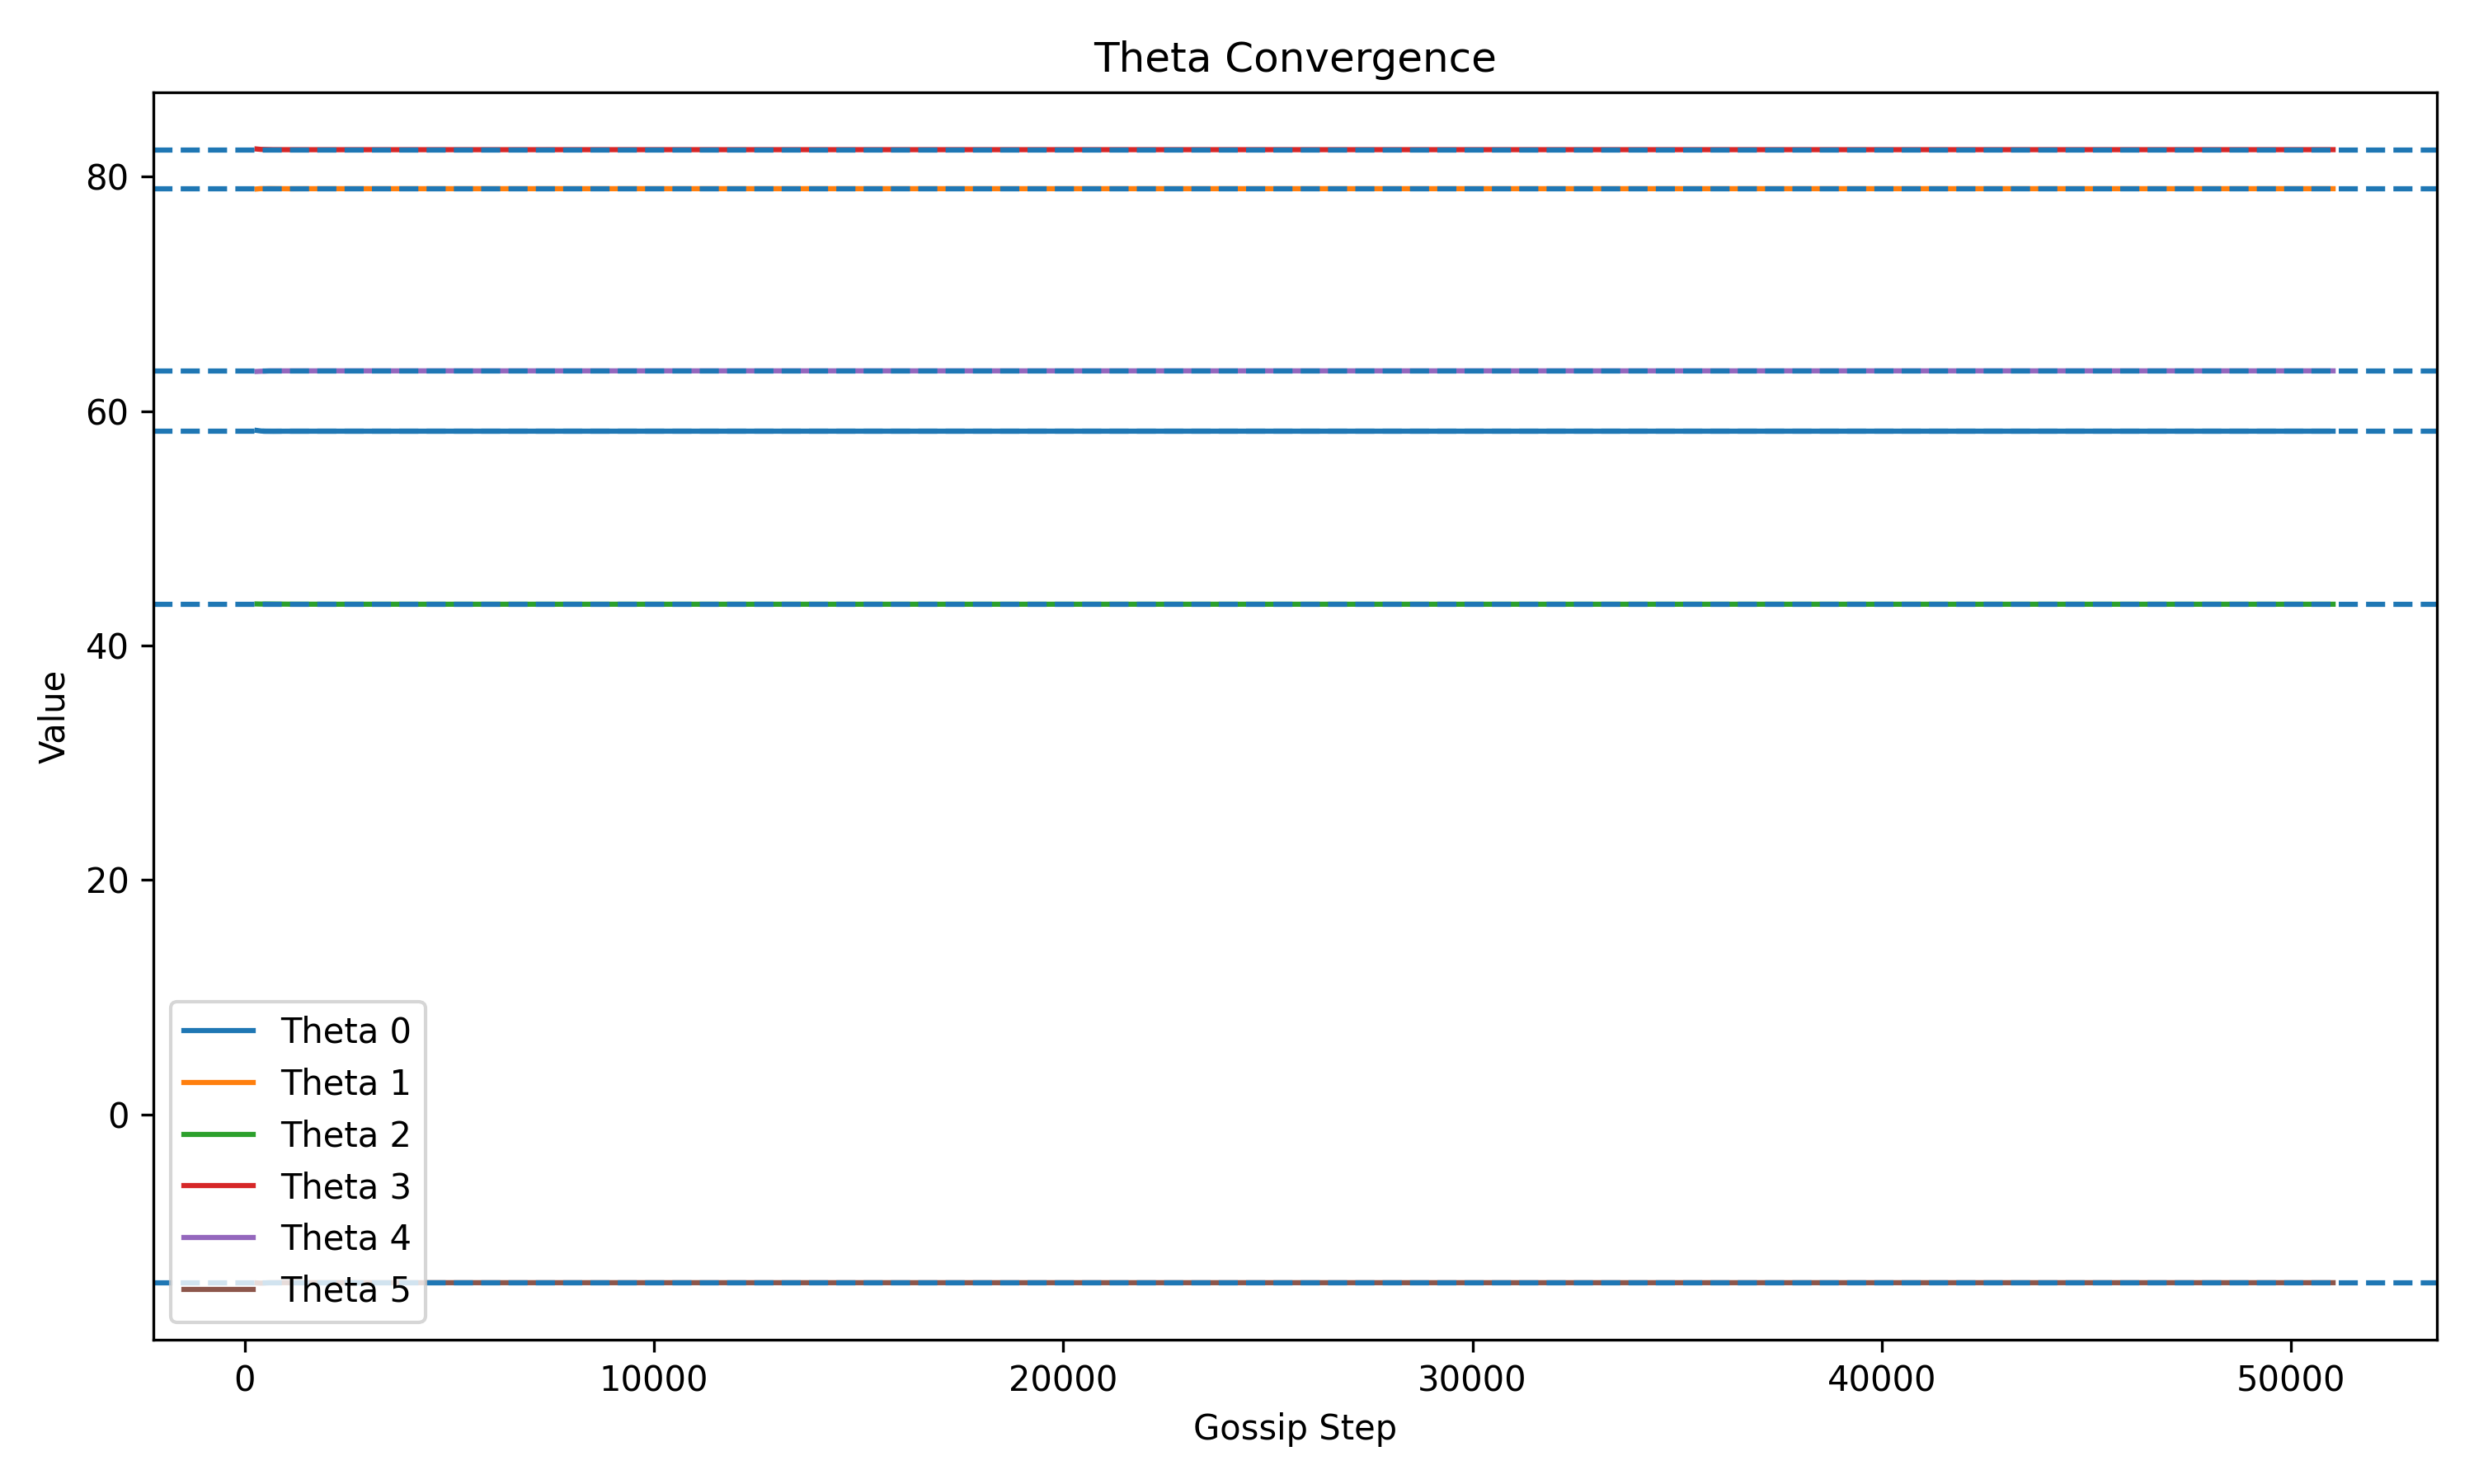 Theta Convergence
80
60
40
20
0
Value
Theta 0
Theta 1
Theta 2
Theta 3
Theta 4
Theta 5
0 10000 20000 30000 40000 50000
Gossip Step